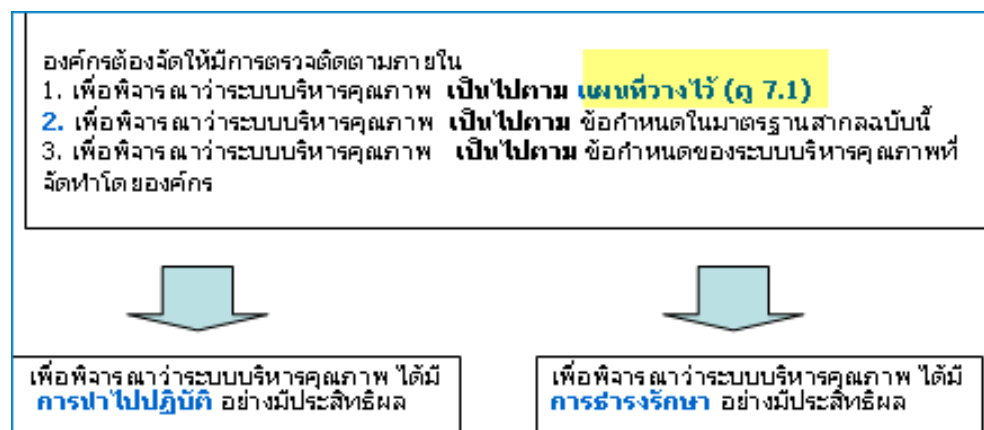 องค์กรต้องจัดให้มีการตรวจติดตามภายใน
1. เพื่อพิจารณาว่าระบบบริหารคุณภาพ เป็นไปตาม แผนที่วางไว้ (ดู 7.1)
2. เพื่อพิจารณาว่าระบบบริหารคุณภาพ เป็นไปตาม ข้อกำหนดในมาตรฐานสากลฉบับนี้
3. เพื่อพิจารณาว่าระบบบริหารคุณภาพ เป็นไปตาม ข้อกำหนดของระบบบริหารคุณภาพที่
จัดทำโดยองค์กร
เพื่อพิจารณาว่าระบบบริหารคุณภาพ ได้มี
การนำไปปฏิบัติ อย่างมีประสิทธิผล
เพื่อพิจารณาว่าระบบบริหารคุณภาพ ได้มี
การธำรงรักษา อย่างมีประสิทธิผล